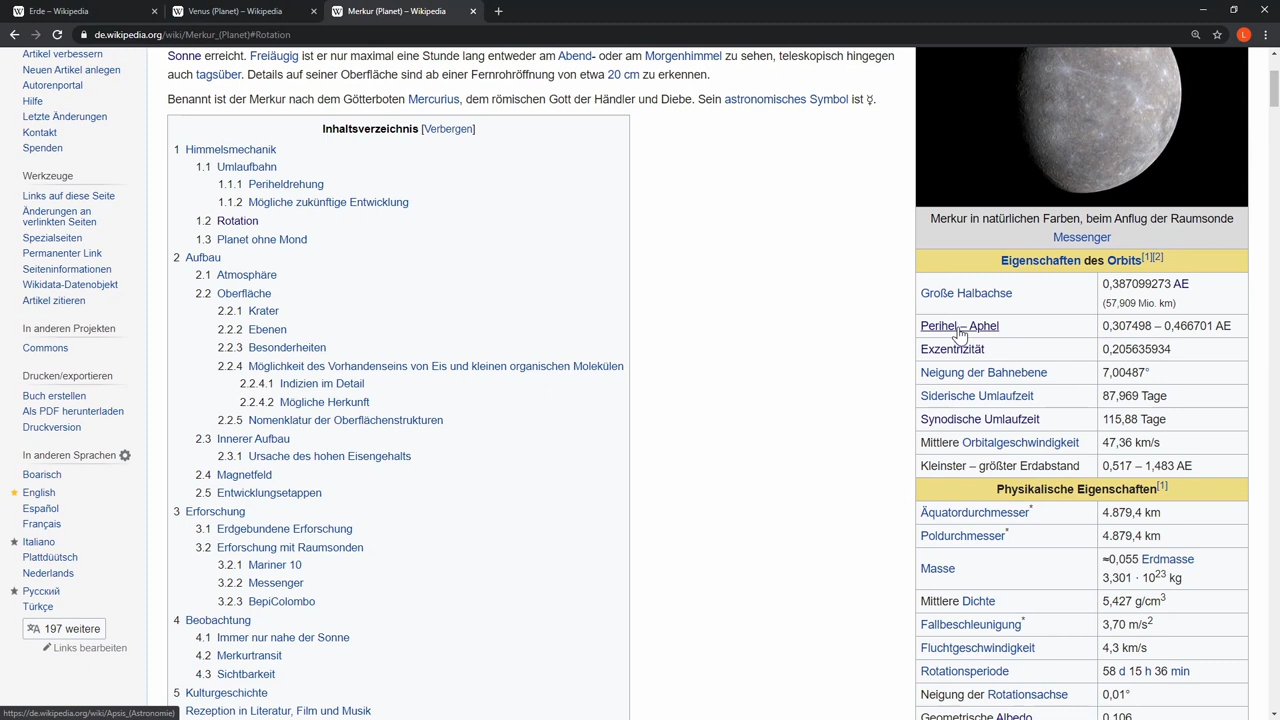 Erde – Wikipedia
Venus (Planet) – Wikipedia
Merkur (Planet) – Wikipedia
de.wikipedia.org/wiki/Merkur_(Planet)#Rotation
L
Artikel verbessern
Neuen Artikel anlegen
Autorenportal
Hilfe
Letzte Änderungen
Kontakt
Spenden
Werkzeuge
Links auf diese Seite
Änderungen an
verlinkten Seiten
Spezialseiten
Permanenter Link
Seiteninformationen
Wikidata-Datenobjekt
Artikel zitieren
In anderen Projekten
Commons
Drucken/exportieren
Buch erstellen
Als PDF herunterladen
Druckversion
In anderen Sprachen
Boarisch
English
Español
Français
Italiano
Plattdüütsch
Nederlands
Русский
Türkçe
197 weitere
Links bearbeiten
https://de.wikipedia.org/wiki/Apsis_(Astronomie)
Sonne erreicht. Freiäugig ist er nur maximal eine Stunde lang entweder am Abend- oder am Morgenhimmel zu sehen, teleskopisch hingegen
auch tagsüber. Details auf seiner Oberfläche sind ab einer Fernrohröffnung von etwa 20 cm zu erkennen.
Benannt ist der Merkur nach dem Götterboten Mercurius, dem römischen Gott der Händler und Diebe. Sein astronomisches Symbol ist ☿.
Inhaltsverzeichnis [Verbergen]
1 Himmelsmechanik
1.1 Umlaufbahn
1.1.1 Periheldrehung
1.1.2 Mögliche zukünftige Entwicklung
1.2 Rotation
1.3 Planet ohne Mond
2 Aufbau
2.1 Atmosphäre
2.2 Oberfläche
2.2.1 Krater
2.2.2 Ebenen
2.2.3 Besonderheiten
2.2.4 Möglichkeit des Vorhandenseins von Eis und kleinen organischen Molekülen
2.2.4.1 Indizien im Detail
2.2.4.2 Mögliche Herkunft
2.2.5 Nomenklatur der Oberflächenstrukturen
2.3 Innerer Aufbau
2.3.1 Ursache des hohen Eisengehalts
2.4 Magnetfeld
2.5 Entwicklungsetappen
3 Erforschung
3.1 Erdgebundene Erforschung
3.2 Erforschung mit Raumsonden
3.2.1 Mariner 10
3.2.2 Messenger
3.2.3 BepiColombo
4 Beobachtung
4.1 Immer nur nahe der Sonne
4.2 Merkurtransit
4.3 Sichtbarkeit
5 Kulturgeschichte
Rezeption in Literatur, Film und Musik
Merkur in natürlichen Farben, beim Anflug der Raumsonde
Messenger
Eigenschaften des Orbits[1][2]
Große Halbachse 0,387099273 AE
(57,909 Mio. km)
Perihel – Aphel 0,307498 – 0,466701 AE
Exzentrizität 0,205635934
Neigung der Bahnebene 7,00487°
Siderische Umlaufzeit 87,969 Tage
Synodische Umlaufzeit 115,88 Tage
Mittlere Orbitalgeschwindigkeit 47,36 km/s
Kleinster – größter Erdabstand 0,517 – 1,483 AE
Physikalische Eigenschaften[1]
Äquatordurchmesser* 4.879,4 km
Poldurchmesser* 4.879,4 km
Masse ≈0,055 Erdmasse
3,301 · 10²³ kg
Mittlere Dichte 5,427 g/cm³
Fallbeschleunigung* 3,70 m/s²
Fluchtgeschwindigkeit 4,3 km/s
Rotationsperiode 58 d 15 h 36 min
Neigung der Rotationsachse 0,01°
Geometrische Albedo 0,106